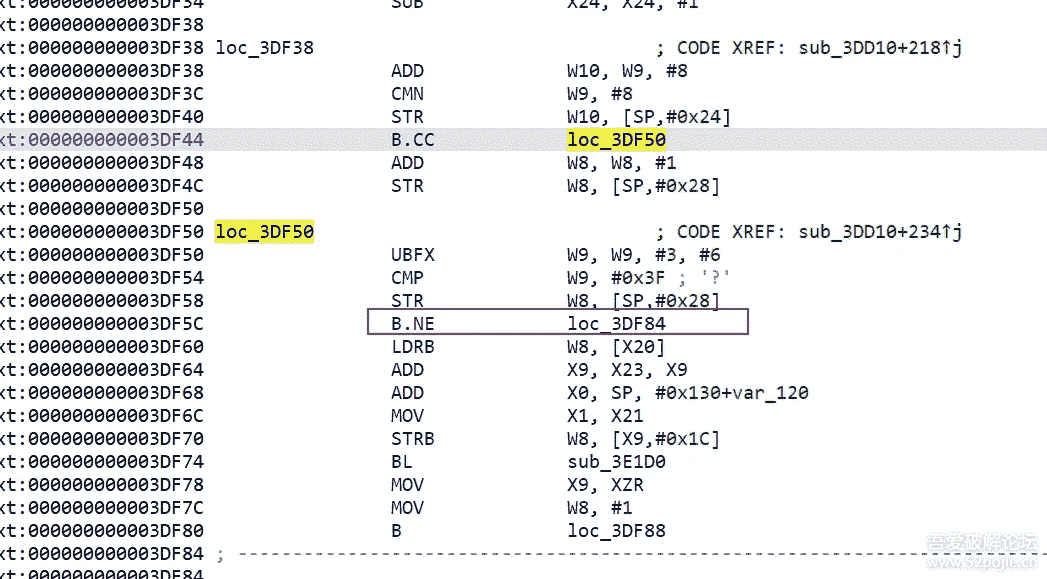 xt:000000000003DF34 SUB X24, X24, #1
xt:000000000003DF38
xt:000000000003DF38 loc_3DF38 ; CODE XREF: sub_3DD10+218↑j
xt:000000000003DF38 ADD W10, W9, #8
xt:000000000003DF3C CMN W9, #8
xt:000000000003DF40 STR W10, [SP,#0x24]
xt:000000000003DF44 B.CC loc_3DF50
xt:000000000003DF48 ADD W8, W8, #1
xt:000000000003DF4C STR W8, [SP,#0x28]
xt:000000000003DF50
xt:000000000003DF50 loc_3DF50 ; CODE XREF: sub_3DD10+234↑j
xt:000000000003DF50 UBFX W9, W9, #3, #6
xt:000000000003DF54 CMP W9, #0x3F ; '?'
xt:000000000003DF58 STR W8, [SP,#0x28]
xt:000000000003DF5C B.NE loc_3DF84
xt:000000000003DF60 LDRB W8, [X20]
xt:000000000003DF64 ADD X9, X23, X9
xt:000000000003DF68 ADD X0, SP, #0x130+var_120
xt:000000000003DF6C MOV X1, X21
xt:000000000003DF70 STRB W8, [X9,#0x1C]
xt:000000000003DF74 BL sub_3E1D0
xt:000000000003DF78 MOV X9, XZR
xt:000000000003DF7C MOV W8, #1
xt:000000000003DF80 B loc_3DF88
xt:000000000003DF84 ; ---------------------------------------------------------------------------
xt:000000000003DF84
吾爱破解论坛
www.52pojie.cn